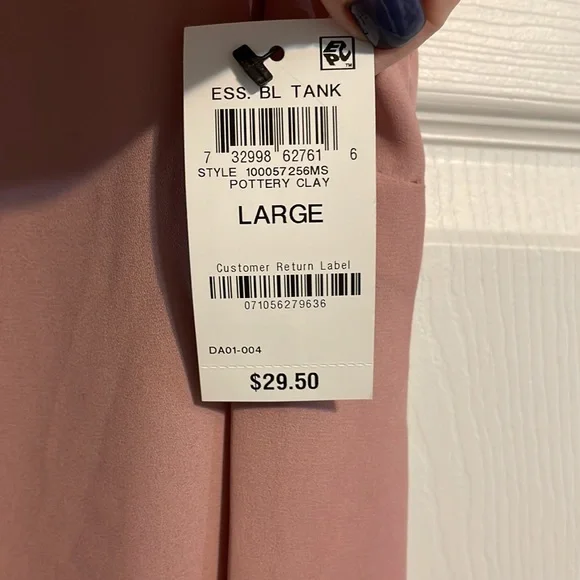 EPC™
ESS. BL TANK
7 32998 62761 6
STYLE 100057256MS
POTTERY CLAY
LARGE
Customer Return Label
071056279636
DA01-004
$29.50